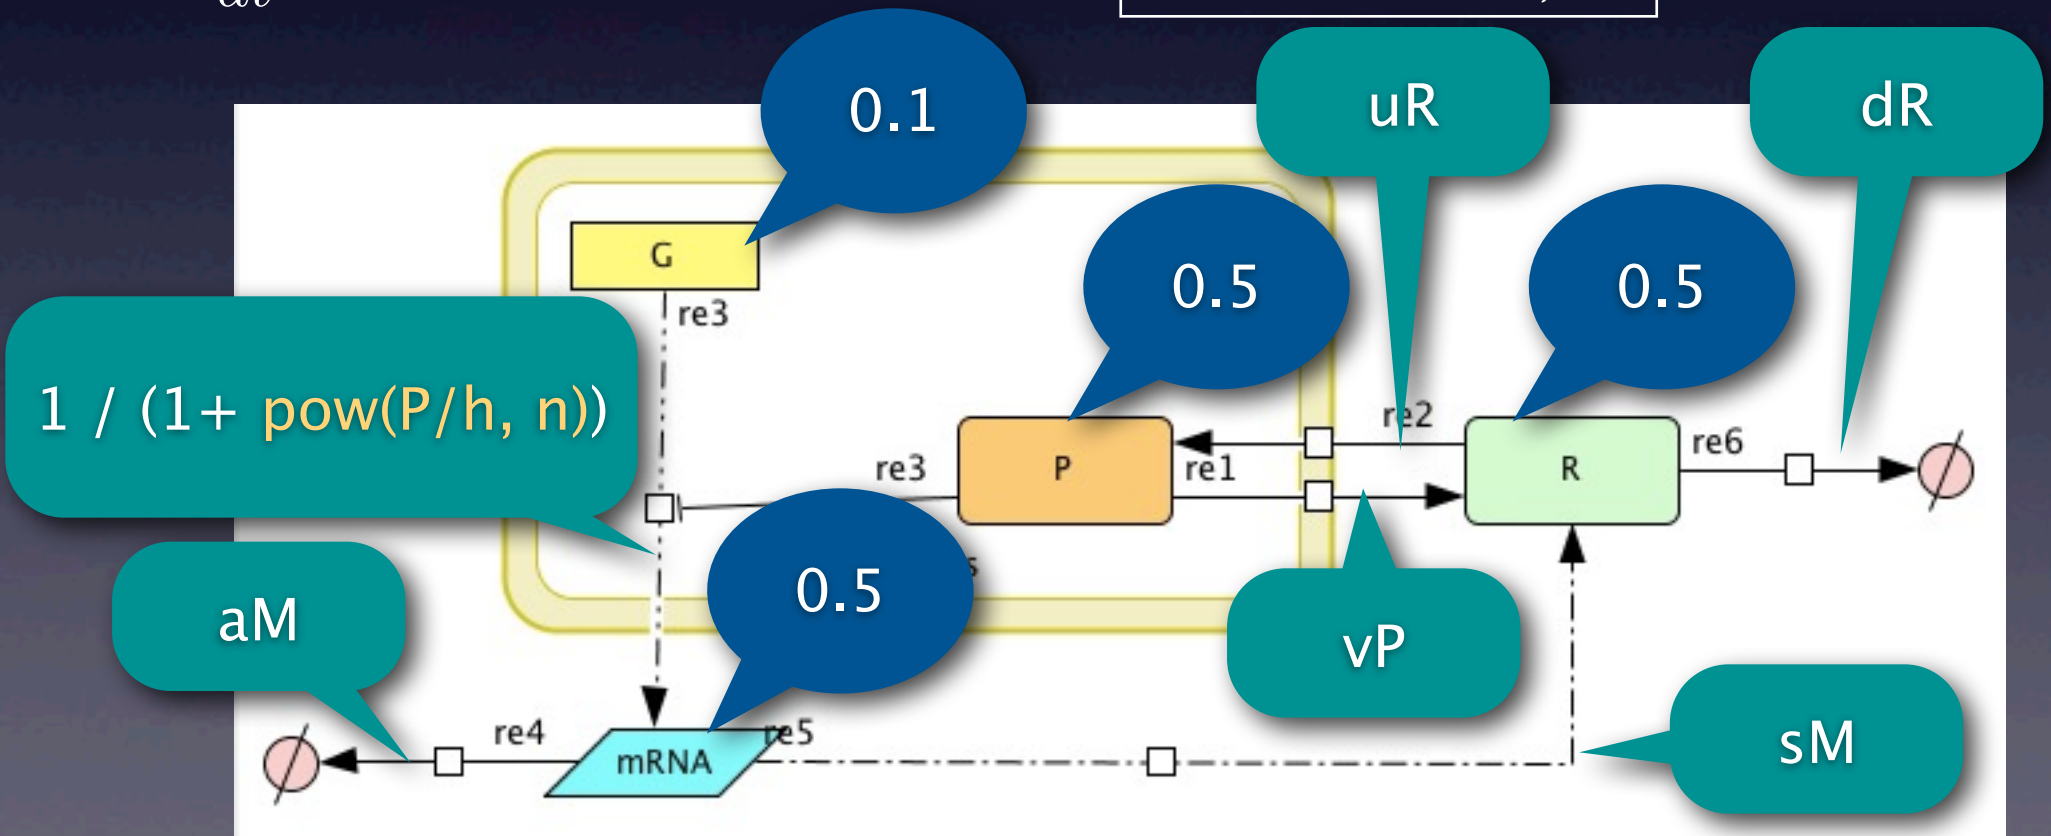 0.1
uR
dR
G
re3
0.5
0.5
1 / (1+ pow(P/h, n))
re2
re3
P
re1
R
re6
0.5
aM
vP
re4
mRNA
re5
sM